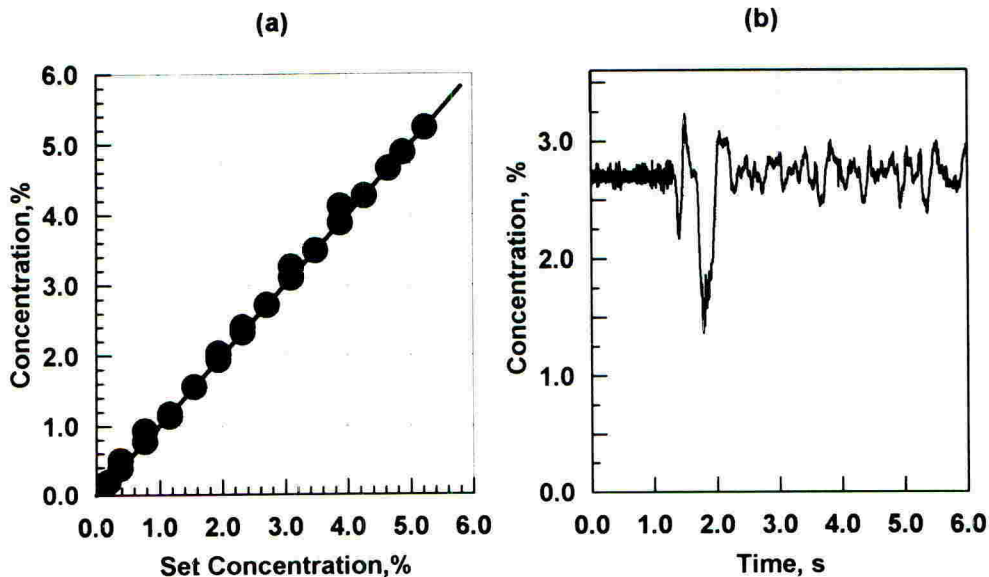 (a)
(b)
Concentration,%
6.0
5.0
4.0
3.0
2.0
1.0
0.0
0.0 1.0 2.0 3.0 4.0 5.0 6.0
Set Concentration,%
Concentration, %
3.0
2.0
1.0
0.0
0.0 1.0 2.0 3.0 4.0 5.0 6.0
Time, s